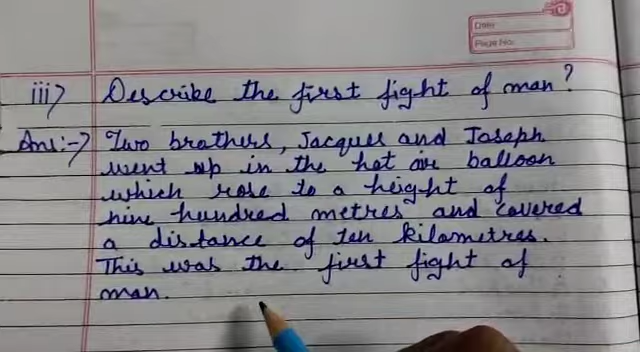 Date
Page No.
iii) Describe the first fight of man?
Ans:-) Two brothers, Jacques and Joseph
went up in the hot air balloon
which rose to a height of
nine hundred metres and covered
a distance of ten kilometres.
This was the first fight of
man.